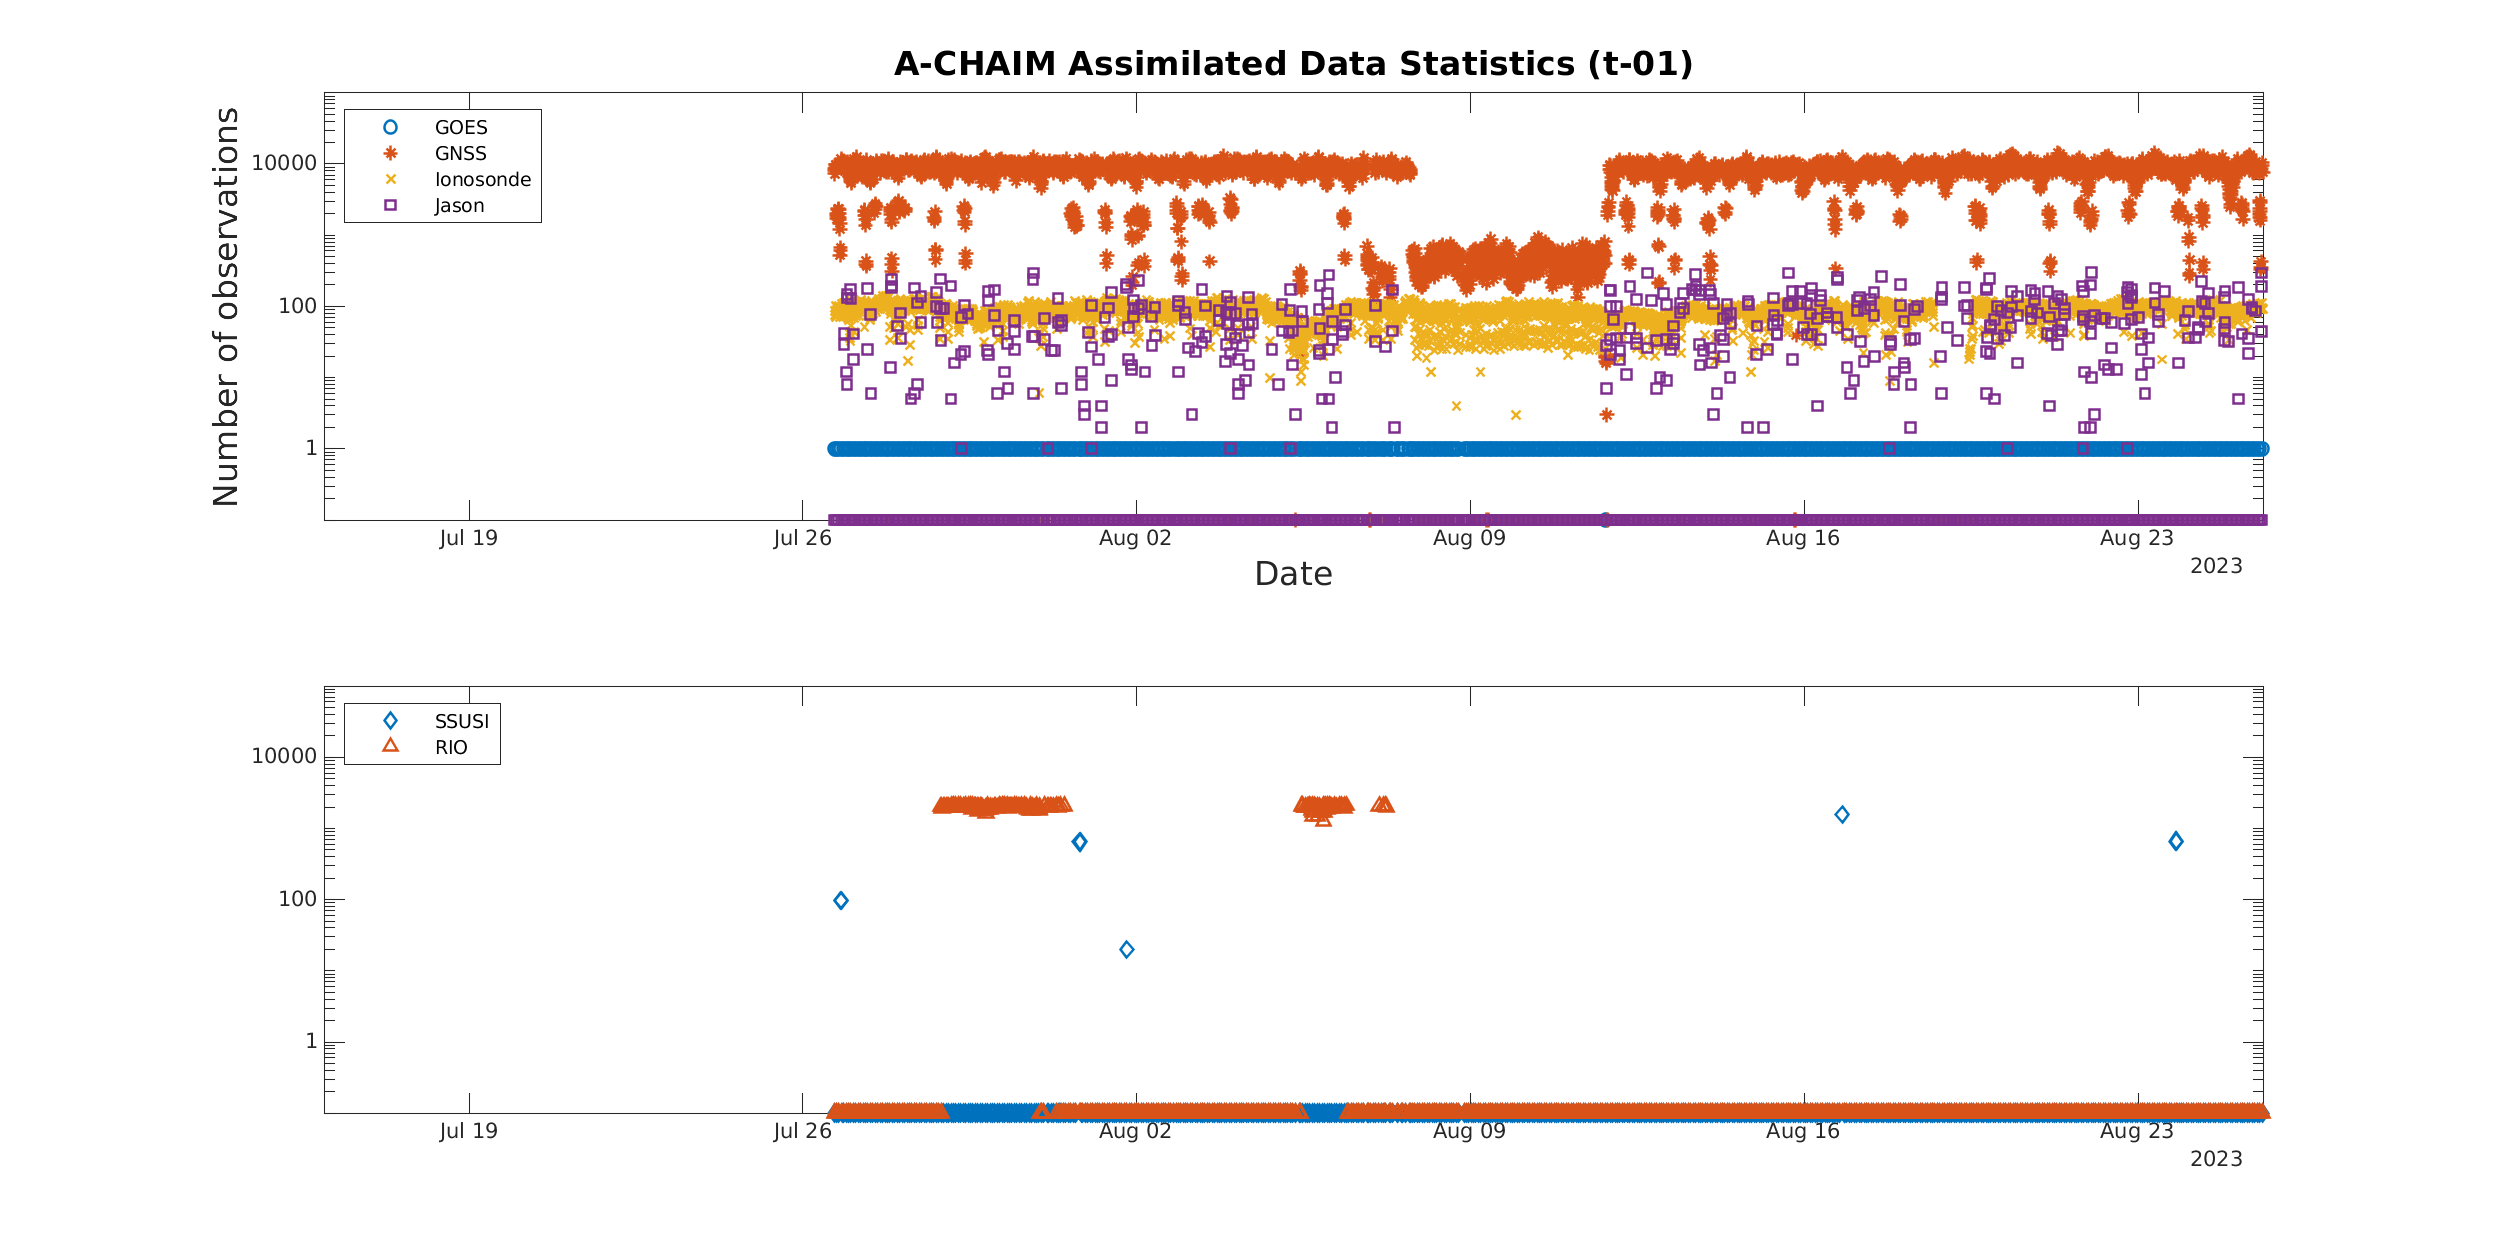 A-CHAIM Assimilated Data Statistics (t-01)
Number of observations
GOES
GNSS
Ionosonde
Jason
10000
100
1
Jul 19
Jul 26
Aug 02
Aug 09
Aug 16
Aug 23
2023
Date
SSUSI
RIO
10000
100
1
Jul 19
Jul 26
Aug 02
Aug 09
Aug 16
Aug 23
2023